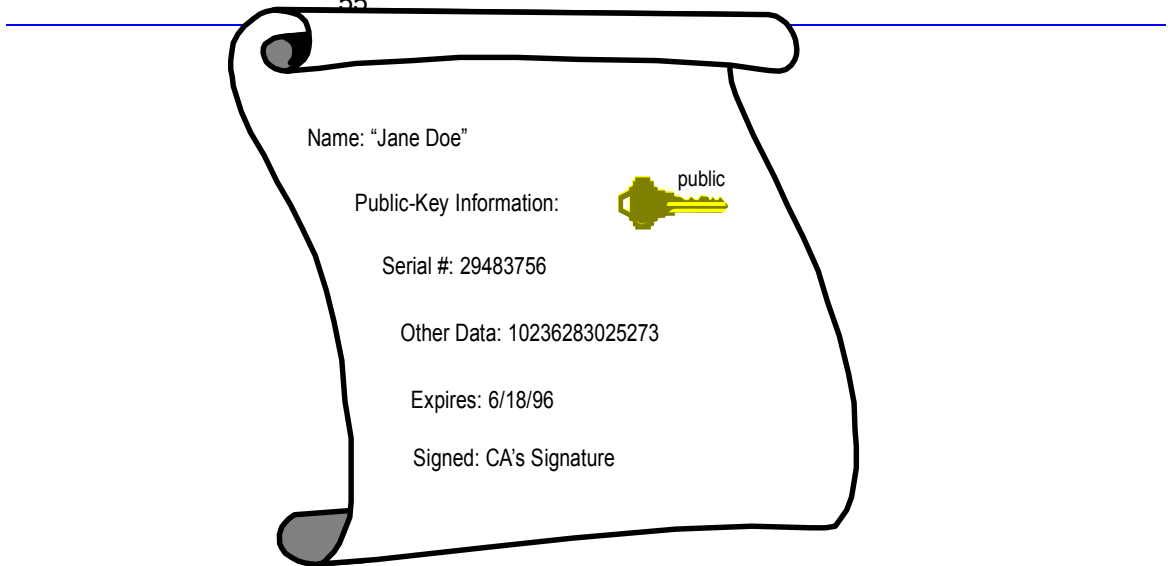 55
Name: “Jane Doe”
public
Public-Key Information:
Serial #: 29483756
Other Data: 10236283025273
Expires: 6/18/96
Signed: CA’s Signature